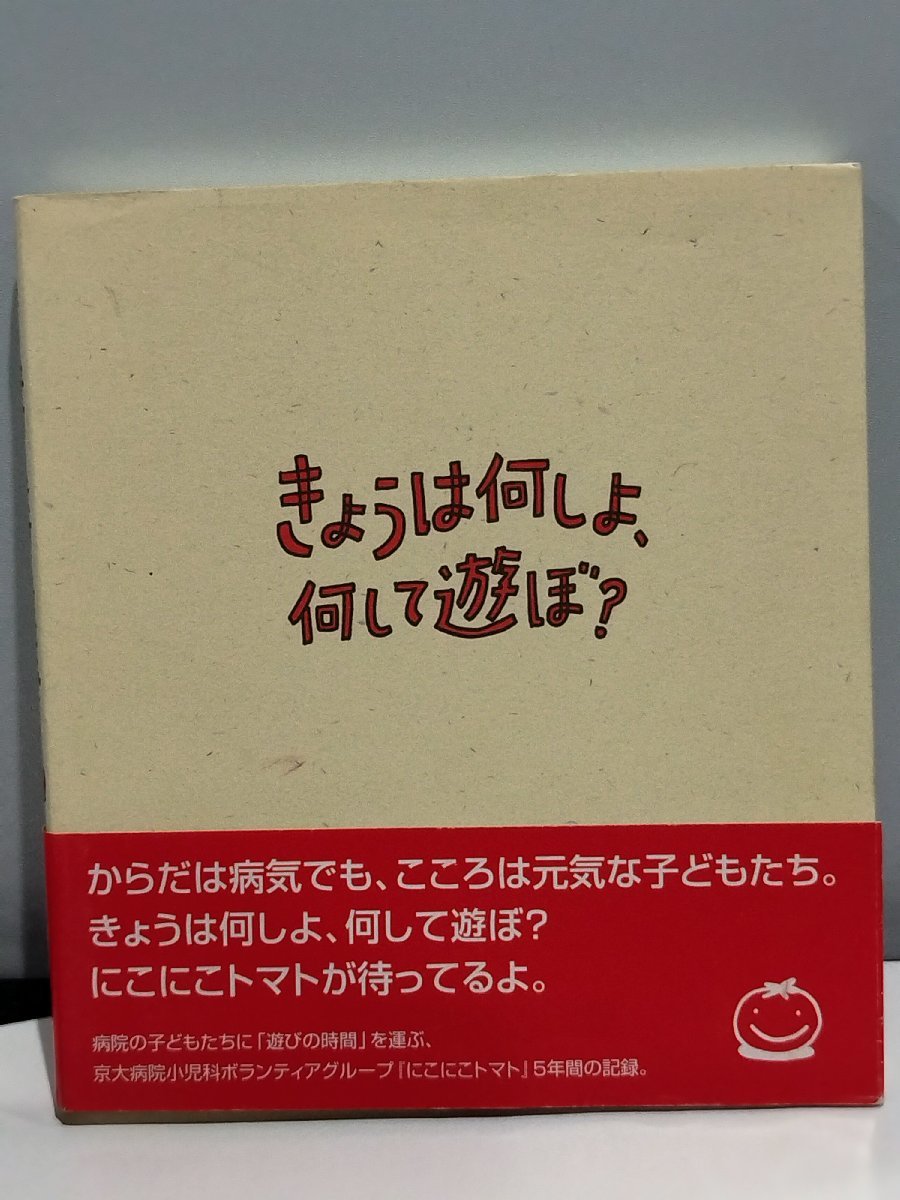 きょうは何しよ、
何して遊ぼ?
からだは病気でも、こころは元気な子どもたち。
きょうは何しよ、何して遊ぼ?
にこにこトマトが待ってるよ。
病院の子どもたちに「遊びの時間」を運ぶ、
京大病院小児科ボランティアグループ『にこにこトマト』5年間の記録。